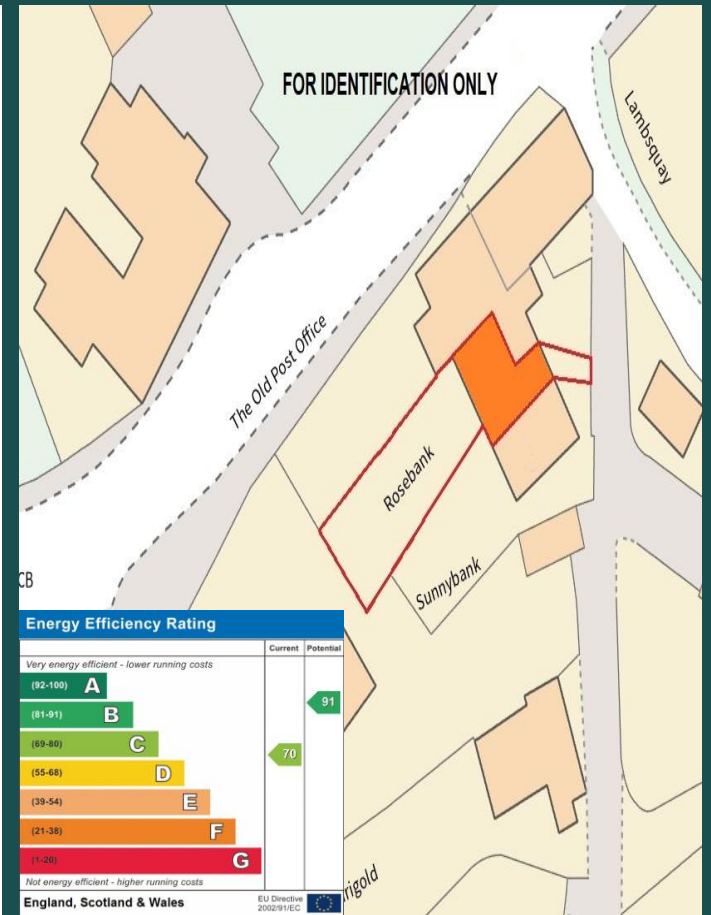 FOR IDENTIFICATION ONLY
Lambsquay
The Old Post Office
Rosebank
Sunnybank
CB
Energy Efficiency Rating
Current Potential
Very energy efficient - lower running costs
(92-100) A
(81-91) B
91
(69-80) C
70
(55-68) D
(39-54) E
(21-38) F
(1-20) G
Not energy efficient - higher running costs
England, Scotland & Wales
EU Directive
2002/91/EC
rigold